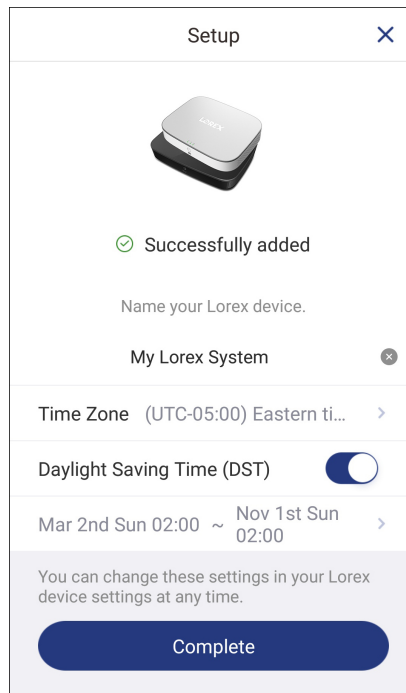 Setup
LOREX
Successfully added
Name your Lorex device.
My Lorex System
Time Zone (UTC-05:00) Eastern ti...
Daylight Saving Time (DST)
Mar 2nd Sun 02:00 ~ Nov 1st Sun
02:00
You can change these settings in your Lorex
device settings at any time.
Complete